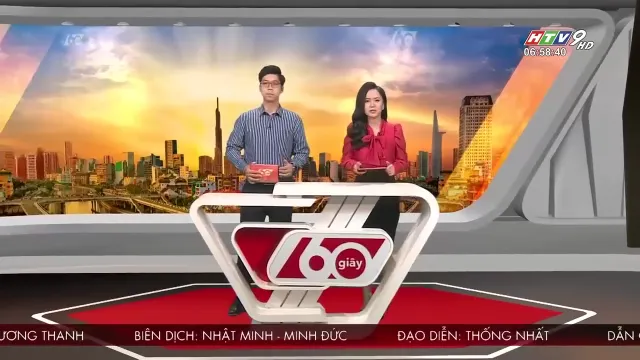 HTV9 HD
06:58:40
60 giây
ƯƠNG THANH BIÊN DỊCH: NHẬT MINH - MINH ĐỨC ĐẠO DIỄN: THỐNG NHẤT DẪN